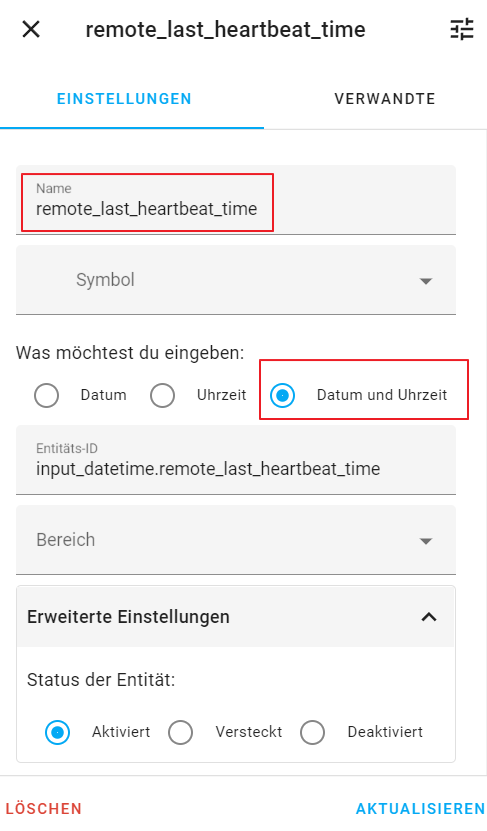 remote_last_heartbeat_time
EINSTELLUNGEN VERWANDTE
Name
remote_last_heartbeat_time
Symbol
Was möchtest du eingeben:
Datum Uhrzeit Datum und Uhrzeit
Entitäts-ID
input_datetime.remote_last_heartbeat_time
Bereich
Erweiterte Einstellungen
Status der Entität:
Aktiviert Versteckt Deaktiviert
LÖSCHEN AKTUALISIEREN